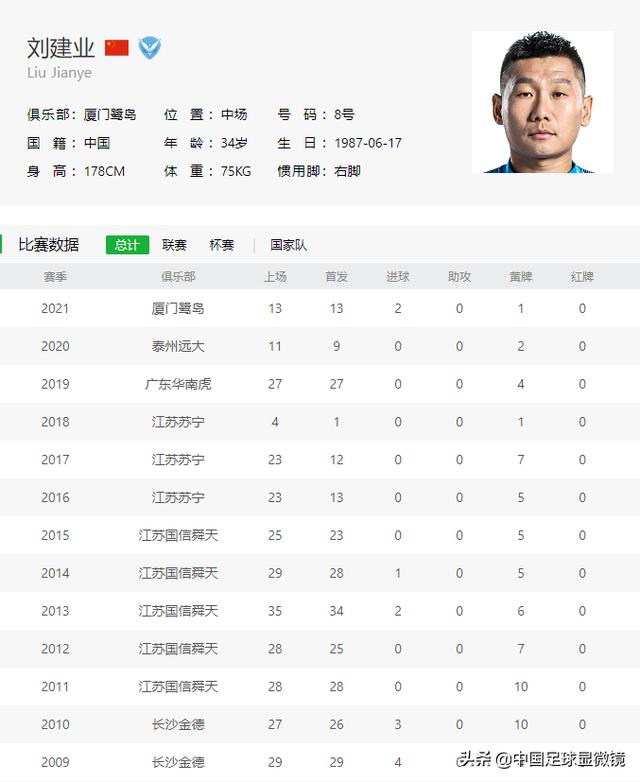 刘建业
Liu Jianye
俱乐部：厦门鹭岛 位 置：中场 号 码：8号
国 籍：中国 年 龄：34岁 生 日：1987-06-17
身 高：178CM 体 重：75KG 惯用脚：右脚
比赛数据 总计 联赛 杯赛 | 国家队
赛季 俱乐部 上场 首发 进球 助攻 黄牌 红牌
2021 厦门鹭岛 13 13 2 0 1 0
2020 泰州远大 11 9 0 0 2 0
2019 广东华南虎 27 27 0 0 4 0
2018 江苏苏宁 4 1 0 0 1 0
2017 江苏苏宁 23 12 0 0 7 0
2016 江苏苏宁 23 13 0 0 5 0
2015 江苏国信舜天 25 23 0 0 5 0
2014 江苏国信舜天 29 28 1 0 5 0
2013 江苏国信舜天 35 34 2 0 6 0
2012 江苏国信舜天 28 25 0 0 7 0
2011 江苏国信舜天 28 28 0 0 10 0
2010 长沙金德 27 26 3 0 10 0
2009 长沙金德 29 29 4
头条 @中国足球显微镜